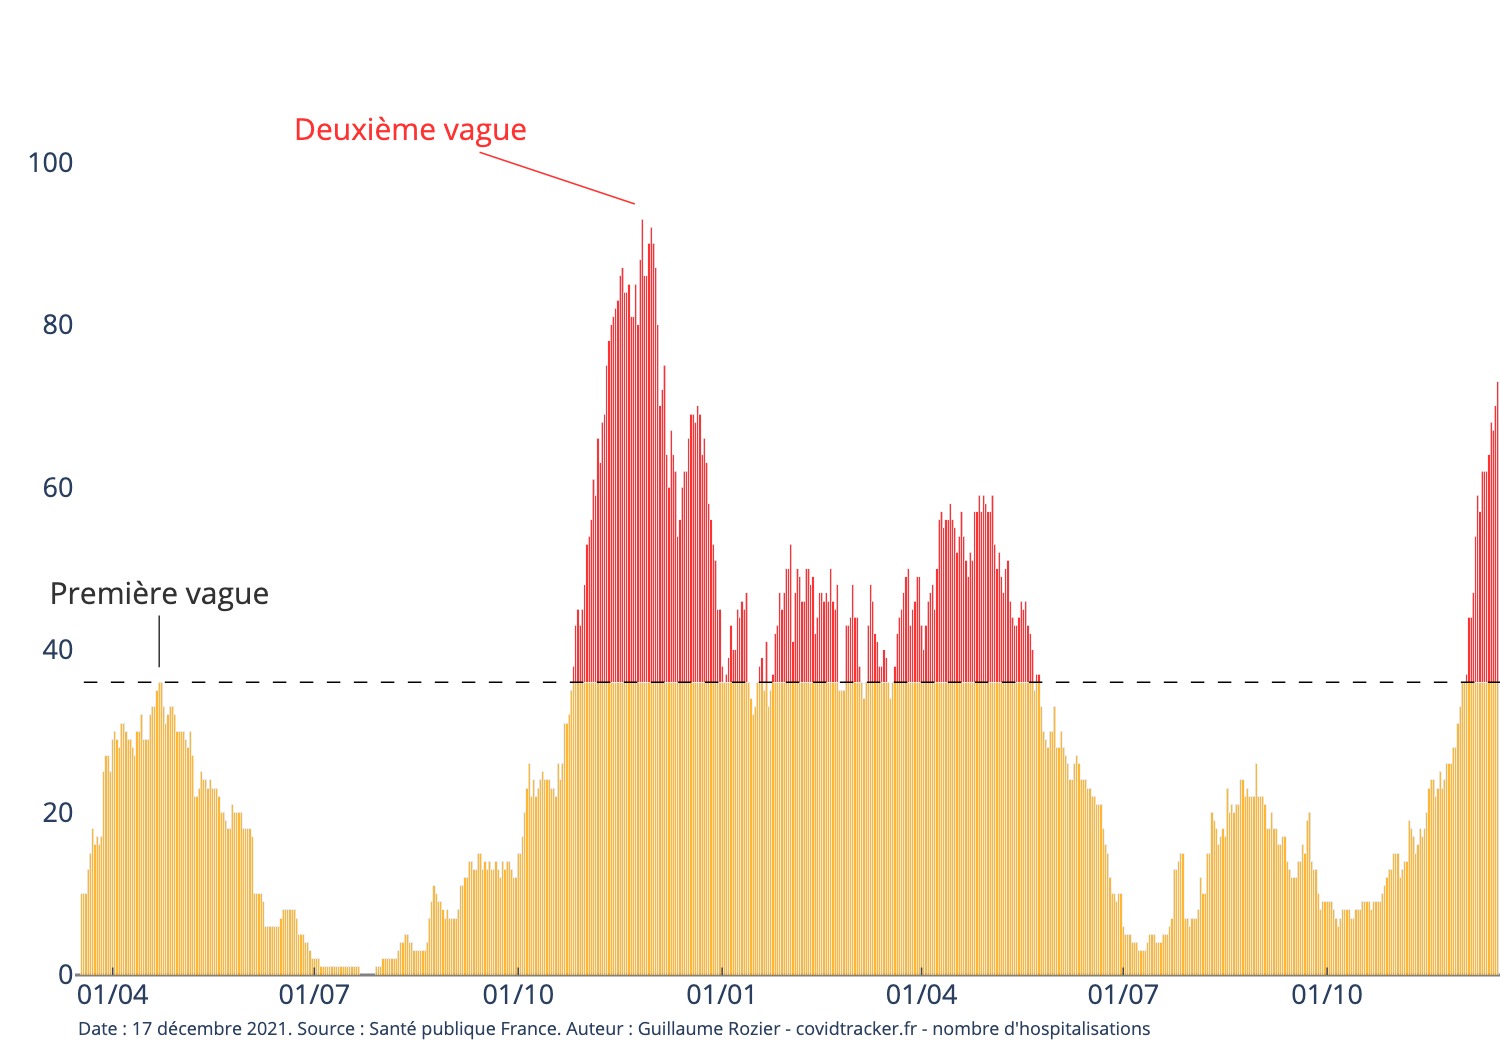 Deuxième vague
100
80
60
Première vague
40
20
0
01/04 01/07 01/10 01/01 01/04 01/07 01/10
Date : 17 décembre 2021. Source : Santé publique France. Auteur : Guillaume Rozier - covidtracker.fr - nombre d'hospitalisations